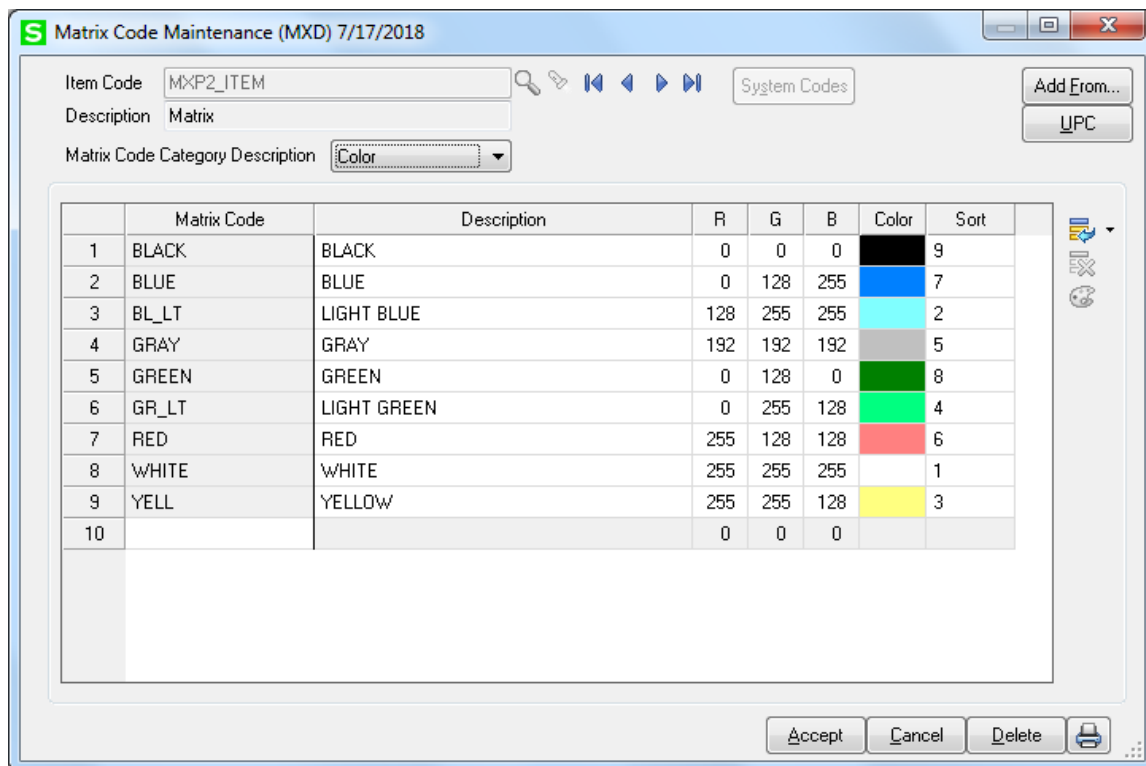 S Matrix Code Maintenance (MXD) 7/17/2018
Item Code MXP2_ITEM System Codes Add From...
Description Matrix UPC
Matrix Code Category Description Color
Matrix Code Description R G B Color Sort
1 BLACK BLACK 0 0 0 9
2 BLUE BLUE 0 128 255 7
3 BL_LT LIGHT BLUE 128 255 255 2
4 GRAY GRAY 192 192 192 5
5 GREEN GREEN 0 128 0 8
6 GR_LT LIGHT GREEN 0 255 128 4
7 RED RED 255 128 128 6
8 WHITE WHITE 255 255 255 1
9 YELL YELLOW 255 255 128 3
10 0 0 0
Accept Cancel Delete